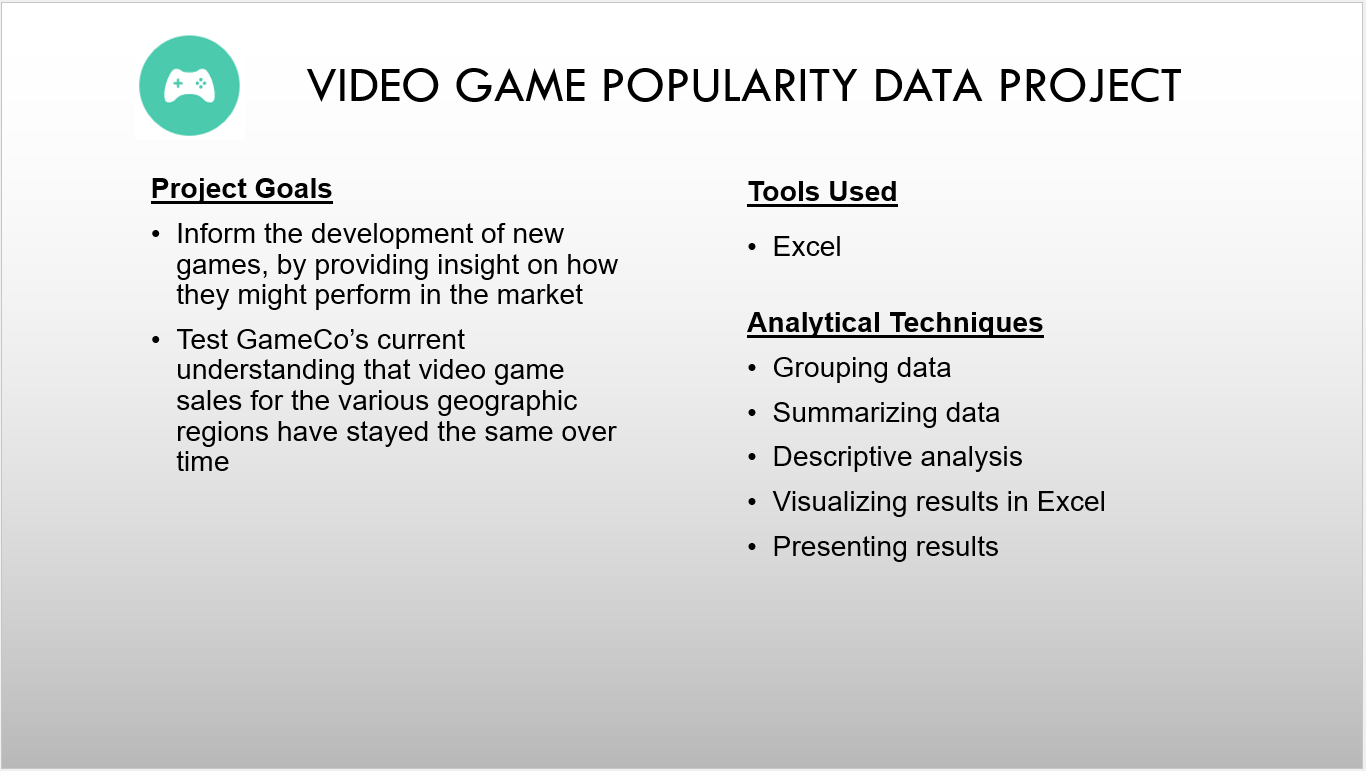 VIDEO GAME POPULARITY DATA PROJECT
Project Goals
• Inform the development of new
games, by providing insight on how
they might perform in the market
• Test GameCo’s current
understanding that video game
sales for the various geographic
regions have stayed the same over
time
Tools Used
• Excel
Analytical Techniques
• Grouping data
• Summarizing data
• Descriptive analysis
• Visualizing results in Excel
• Presenting results